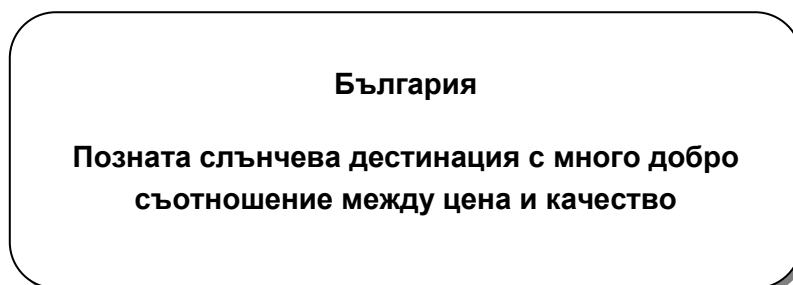 България
Позната слънчева дестинация с много добро
съотношение между цена и качество